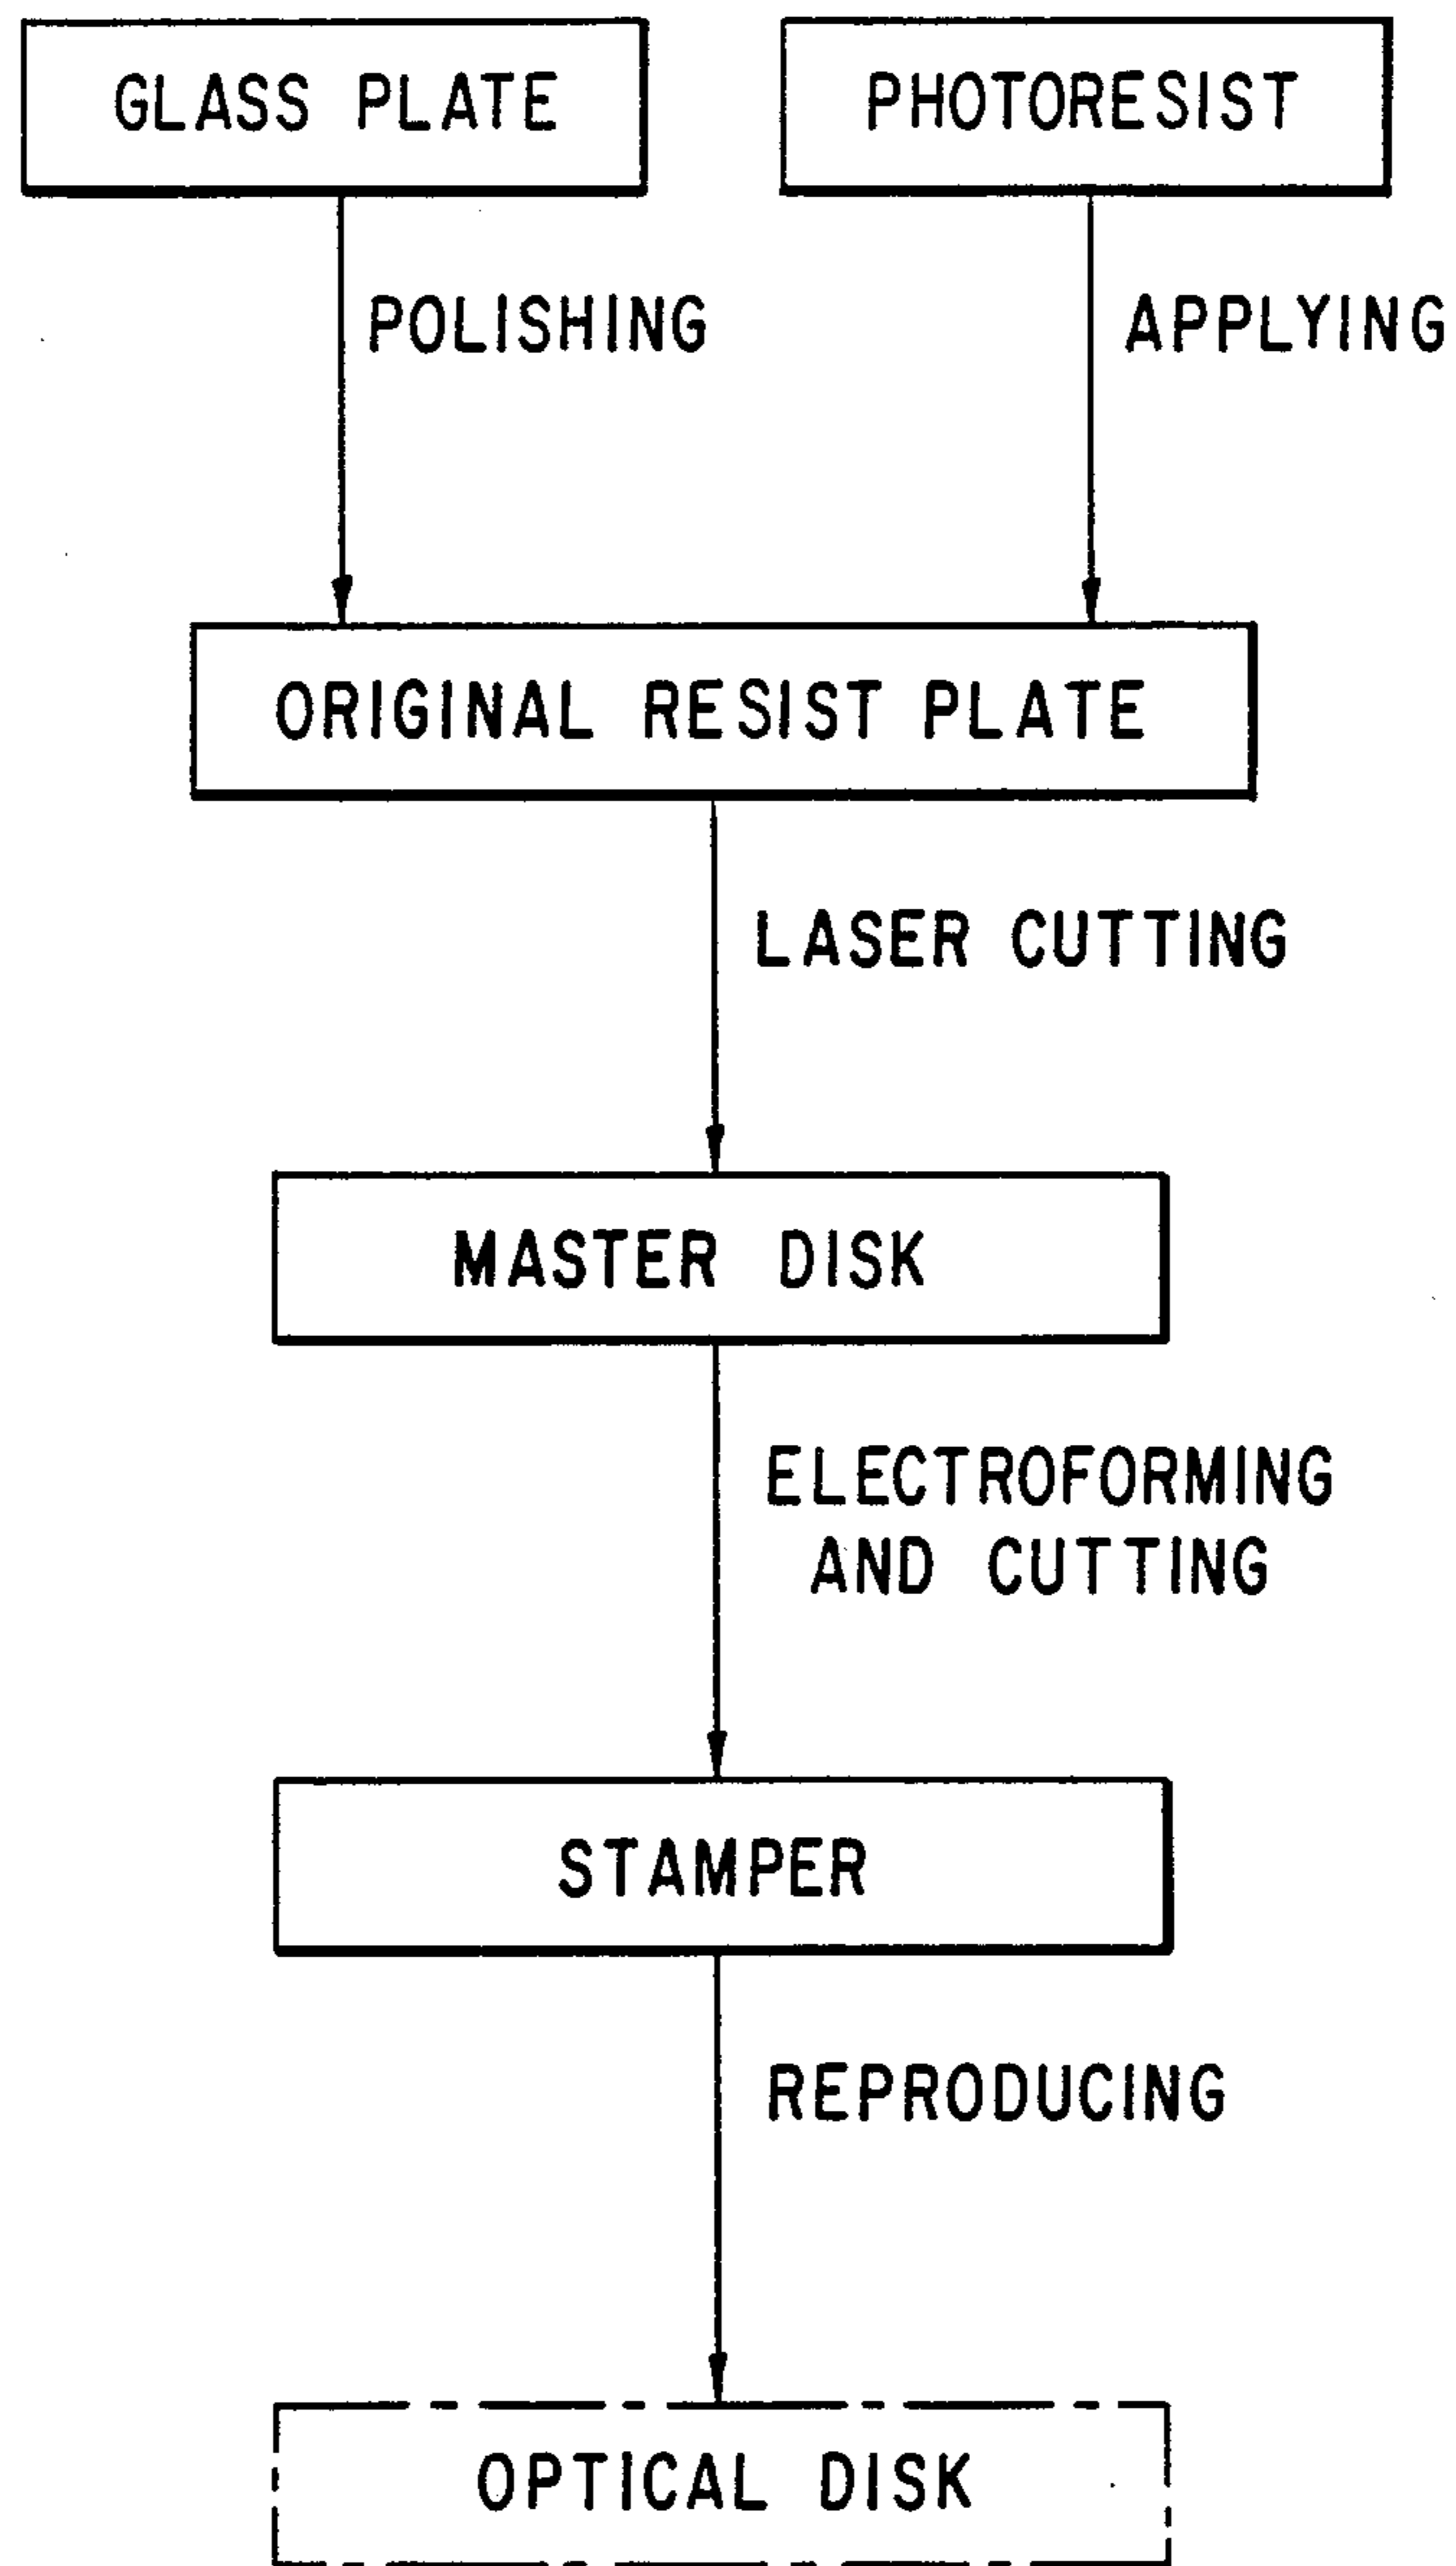 GLASS PLATE
PHOTORESIST
POLISHING
APPLYING
ORIGINAL RESIST PLATE
LASER CUTTING
MASTER DISK
ELECTROFORMING
AND CUTTING
STAMPER
REPRODUCING
OPTICAL DISK